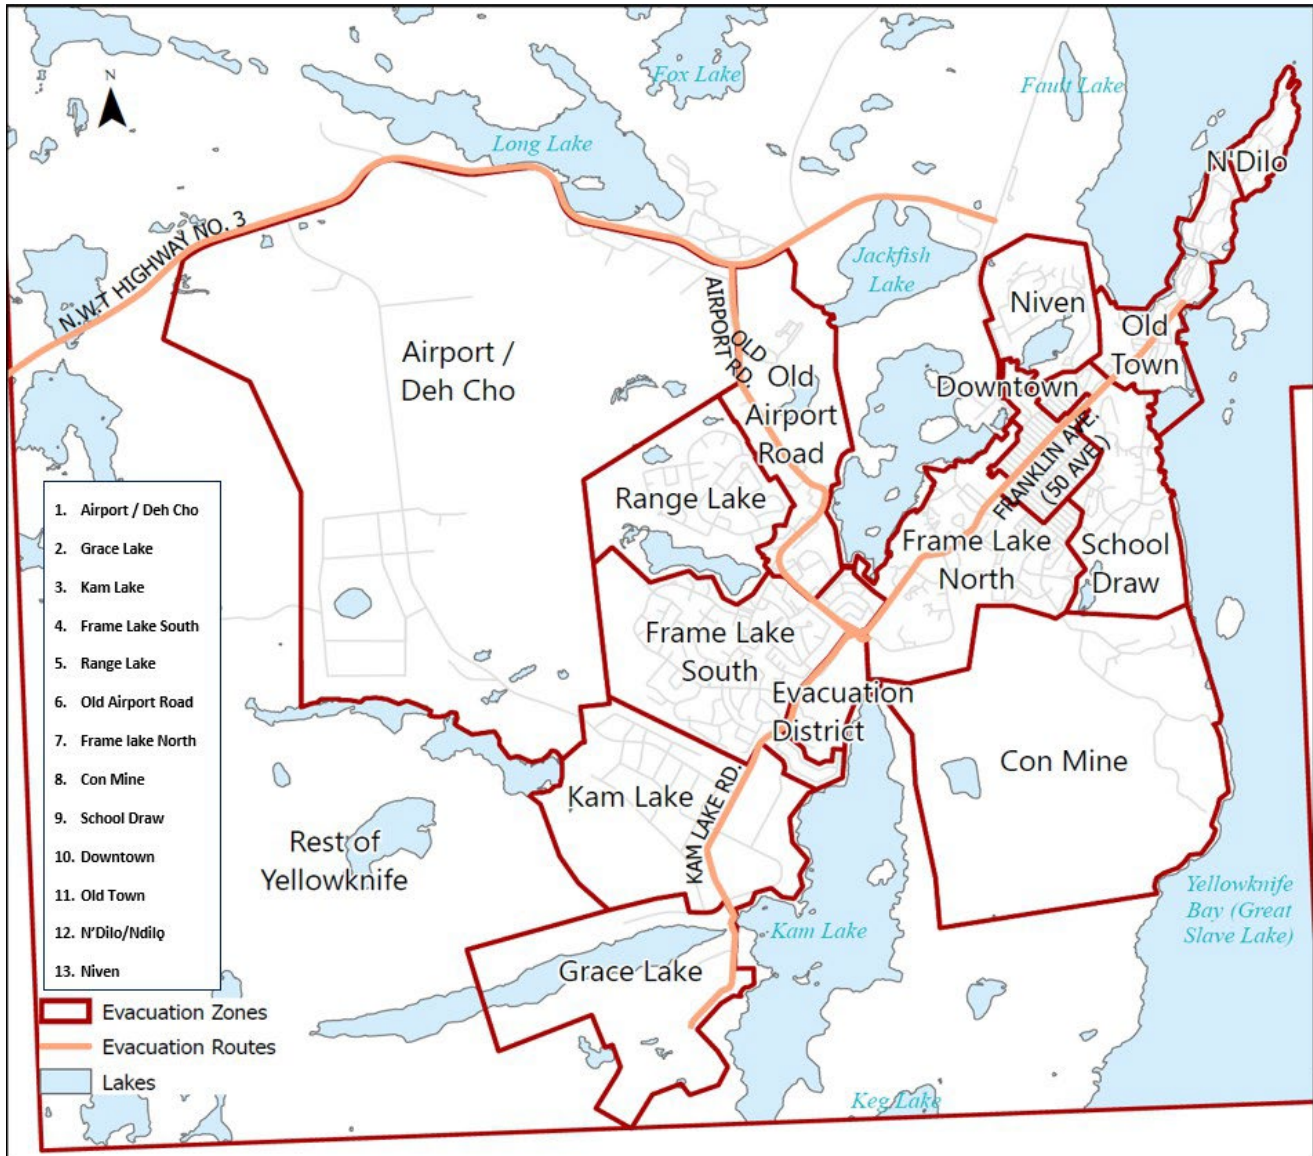 N
Fox Lake
Fault Lake
Long Lake
N'Dilo
N.W.T HIGHWAY NO. 3
Jackfish
Lake
AIRPORT RD.
OLD
Niven
Old
Town
Airport /
Deh Cho
Downtown
Old
Airport
Road
FRANKLIN AVE.
(50 AVE.)
Range Lake
Frame Lake
North
School
Draw
1. Airport / Deh Cho
2. Grace Lake
3. Kam Lake
4. Frame Lake South
5. Range Lake
6. Old Airport Road
7. Frame lake North
8. Con Mine
9. School Draw
10. Downtown
11. Old Town
12. N'Dilo/Ndilǫ
13. Niven
Frame Lake
South
Evacuation
District
Con Mine
Kam Lake
KAM LAKE RD.
Rest of
Yellowknife
Yellowknife
Bay (Great
Slave Lake)
Kam Lake
Grace Lake
Evacuation Zones
Evacuation Routes
Lakes
Keg Lake